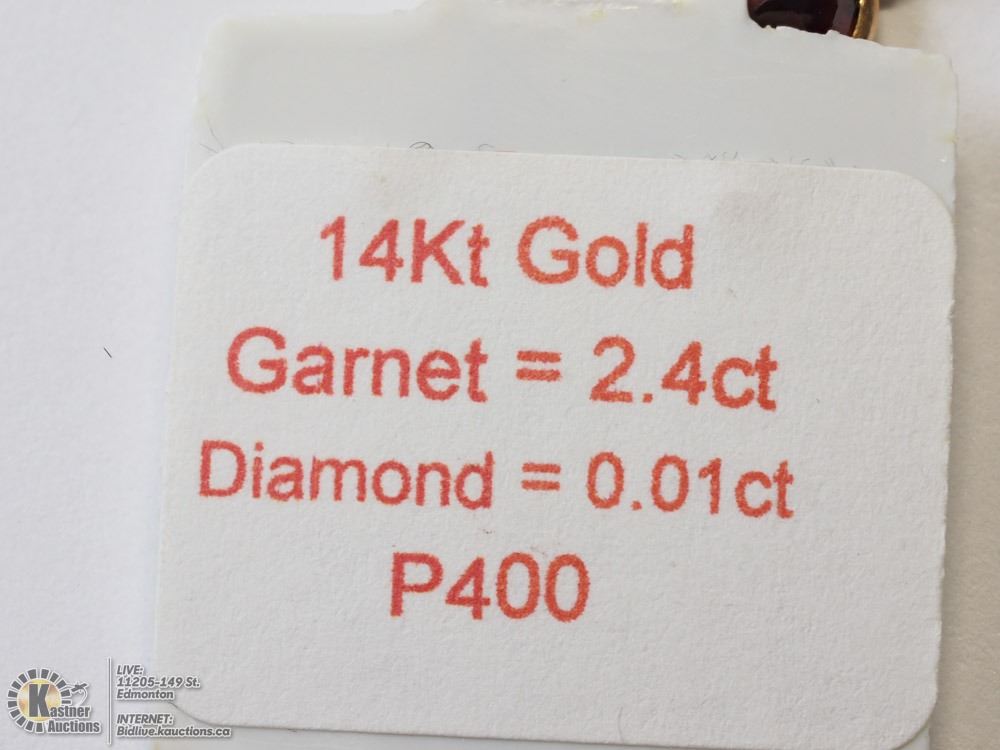 14Kt Gold
Garnet = 2.4ct
Diamond = 0.01ct
P400
Kastner
Auctions
LIVE:
11205-149 St.
Edmonton
INTERNET:
Bidlive.kauctions.ca